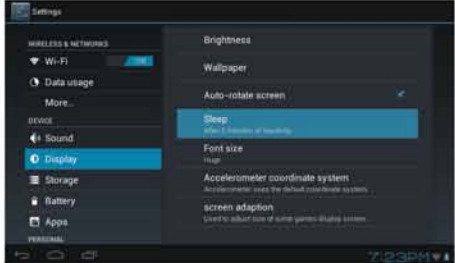 Settings
WIRELESS & NETWORKS
Wi-Fi
Data usage
More...
DEVICE
Sound
Display
Storage
Battery
Apps
PERSONAL
Brightness
Wallpaper
Auto-rotate screen
Sleep
After 2 minutes of inactivity
Font size
Huge
Accelerometer coordinate system
Accelerometer uses the default coordinate system.
screen adaption
Used to adjust size of some games display screen
7:23PM